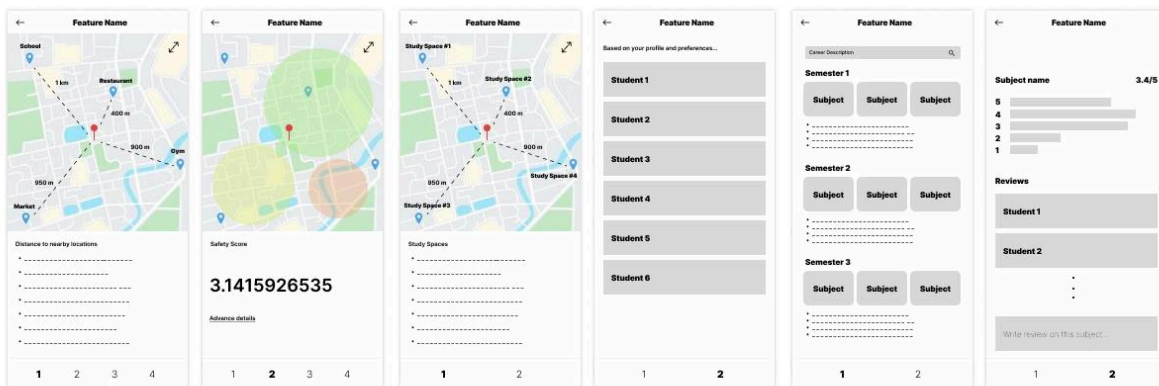 Feature Name
School
Restaurant
1 km
400 m
900 m
Gym
950 m
Market
Distance to nearby locations
1 2 3 4
Feature Name
Safety Score
3.1415926535
Advance details
1 2 3 4
Feature Name
Study Space #1
Study Space #2
1 km
400 m
900 m
Study Space #4
950 m
Study Space #3
Study Spaces
1 2
Feature Name
Based on your profile and preferences...
Student 1
Student 2
Student 3
Student 4
Student 5
Student 6
1 2
Feature Name
Career Description
Semester 1
Subject Subject Subject
Semester 2
Subject Subject Subject
Semester 3
Subject Subject Subject
1 2
Feature Name
Subject name 3.4/5
5
4
3
2
1
Reviews
Student 1
Student 2
Write review on this subject...
1 2